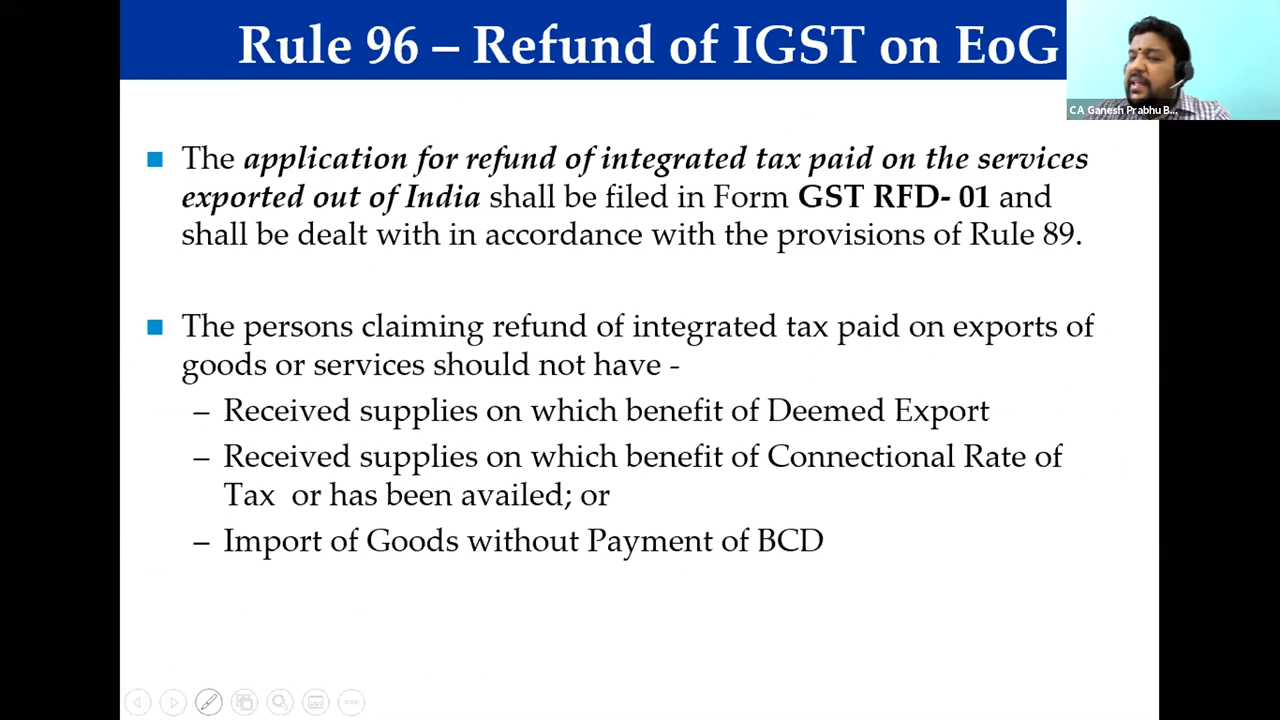 Rule 96 – Refund of IGST on EoG
CA Ganesh Prabhu B...
■ The application for refund of integrated tax paid on the services
exported out of India shall be filed in Form GST RFD- 01 and
shall be dealt with in accordance with the provisions of Rule 89.
■ The persons claiming refund of integrated tax paid on exports of
goods or services should not have -
– Received supplies on which benefit of Deemed Export
– Received supplies on which benefit of Connectional Rate of
Tax or has been availed; or
– Import of Goods without Payment of BCD